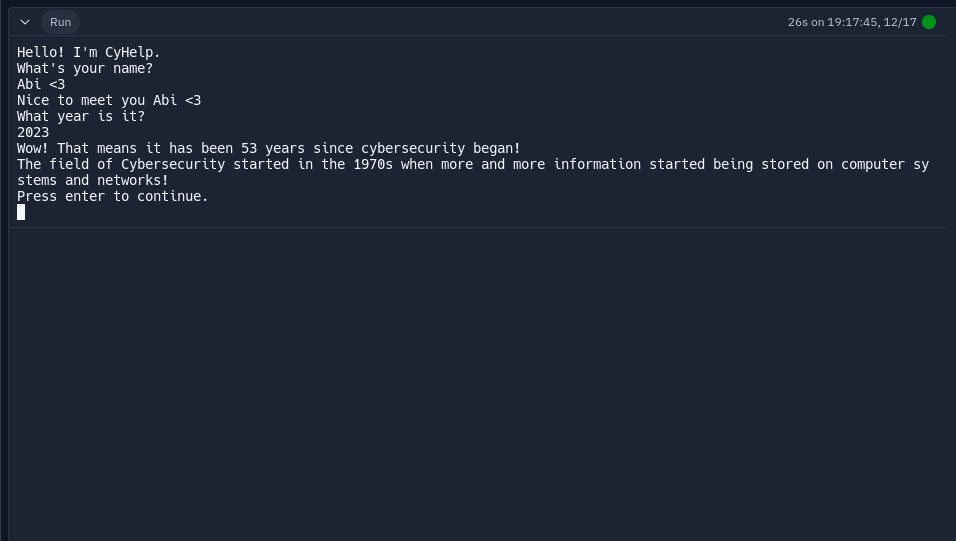 Run
26s on 19:17:45, 12/17
Hello! I'm CyHelp.
What's your name?
Abi <3
Nice to meet you Abi <3
What year is it?
2023
Wow! That means it has been 53 years since cybersecurity began!
The field of Cybersecurity started in the 1970s when more and more information started being stored on computer sy
stems and networks!
Press enter to continue.